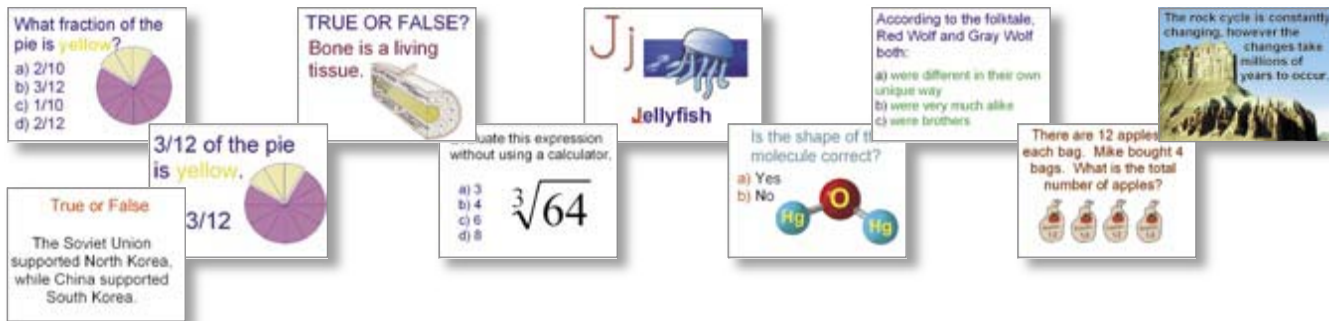 What fraction of the
pie is yellow?
a) 2/10
b) 3/12
c) 1/10
d) 2/12
3/12 of the pie
is yellow.
3/12
True or False
The Soviet Union
supported North Korea,
while China supported
South Korea.
TRUE OR FALSE?
Bone is a living
tissue.
this expression
without using a calculator.
a) 3
b) 4
c) 6
d) 8
3√64
Jj
Jellyfish
Is the shape of
molecule correct?
a) Yes
b) No
Hg
O
Hg
According to the folktale,
Red Wolf and Gray Wolf
both:
a) were different in their own
unique way
b) were very much alike
c) were brothers
There are 12 apples
each bag. Mike bought 4
bags. What is the total
number of apples?
The rock cycle is constantly
changing, however the
changes take
millions of
years to occur.